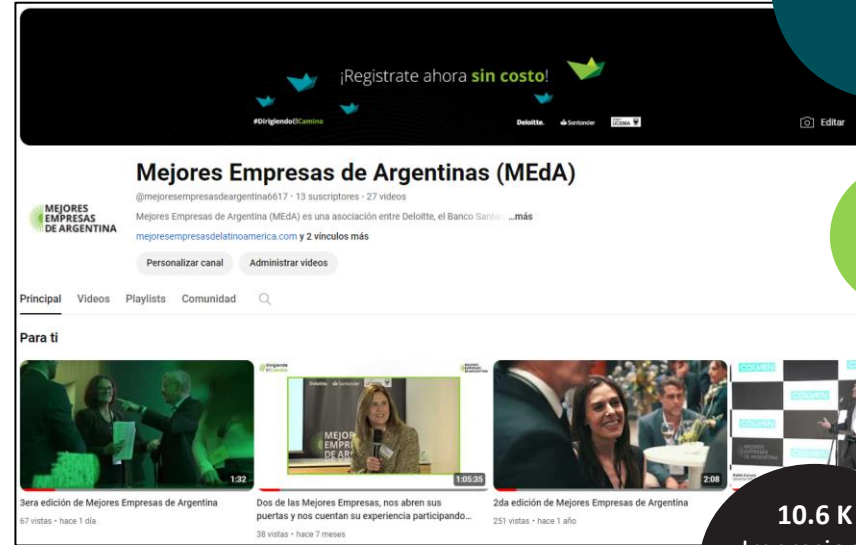 ¡Registrate ahora sin costo!
#DirigiendoElCamino
Deloitte. Santander UCEMA
Editar
Mejores Empresas de Argentinas (MEdA)
@mejoresempresasdeargentina6617 · 13 suscriptores · 27 videos
MEJORES
EMPRESAS
DE ARGENTINA
Mejores Empresas de Argentina (MEdA) es una asociación entre Deloitte, el Banco Santa ...más
mejoresempresasdelatinoamerica.com y 2 vínculos más
Personalizar canal Administrar videos
Principal Videos Playlists Comunidad
Para ti
Dirigiendo
ElCamino
Deloitte. Santander
MEJOR
EMPRE
DE AR
COLVEN
1:32
1:05:35
2:08
3era edición de Mejores Empresas de Argentina
67 vistas · hace 1 día
Dos de las Mejores Empresas, nos abren sus
puertas y nos cuentan su experiencia participando...
38 vistas · hace 7 meses
2da edición de Mejores Empresas de Argentina
251 vistas · hace 1 año
10.6 K